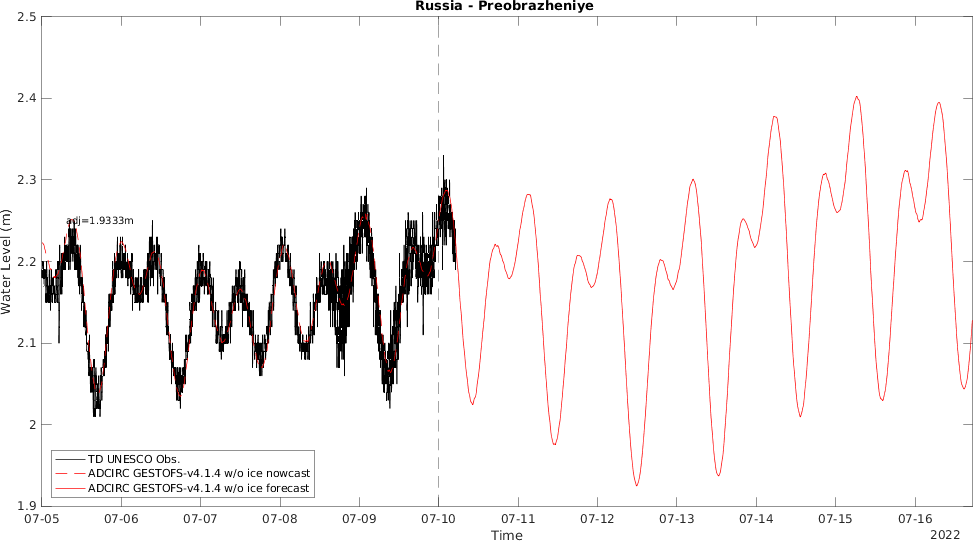 Russia - Preobrazheniye
Water Level (m)
2.5
2.4
2.3
2.2
2.1
2
1.9
adj=1.9333m
TD UNESCO Obs.
ADCIRC GESTOFS-v4.1.4 w/o ice nowcast
ADCIRC GESTOFS-v4.1.4 w/o ice forecast
07-05 07-06 07-07 07-08 07-09 07-10 07-11 07-12 07-13 07-14 07-15 07-16
Time
2022